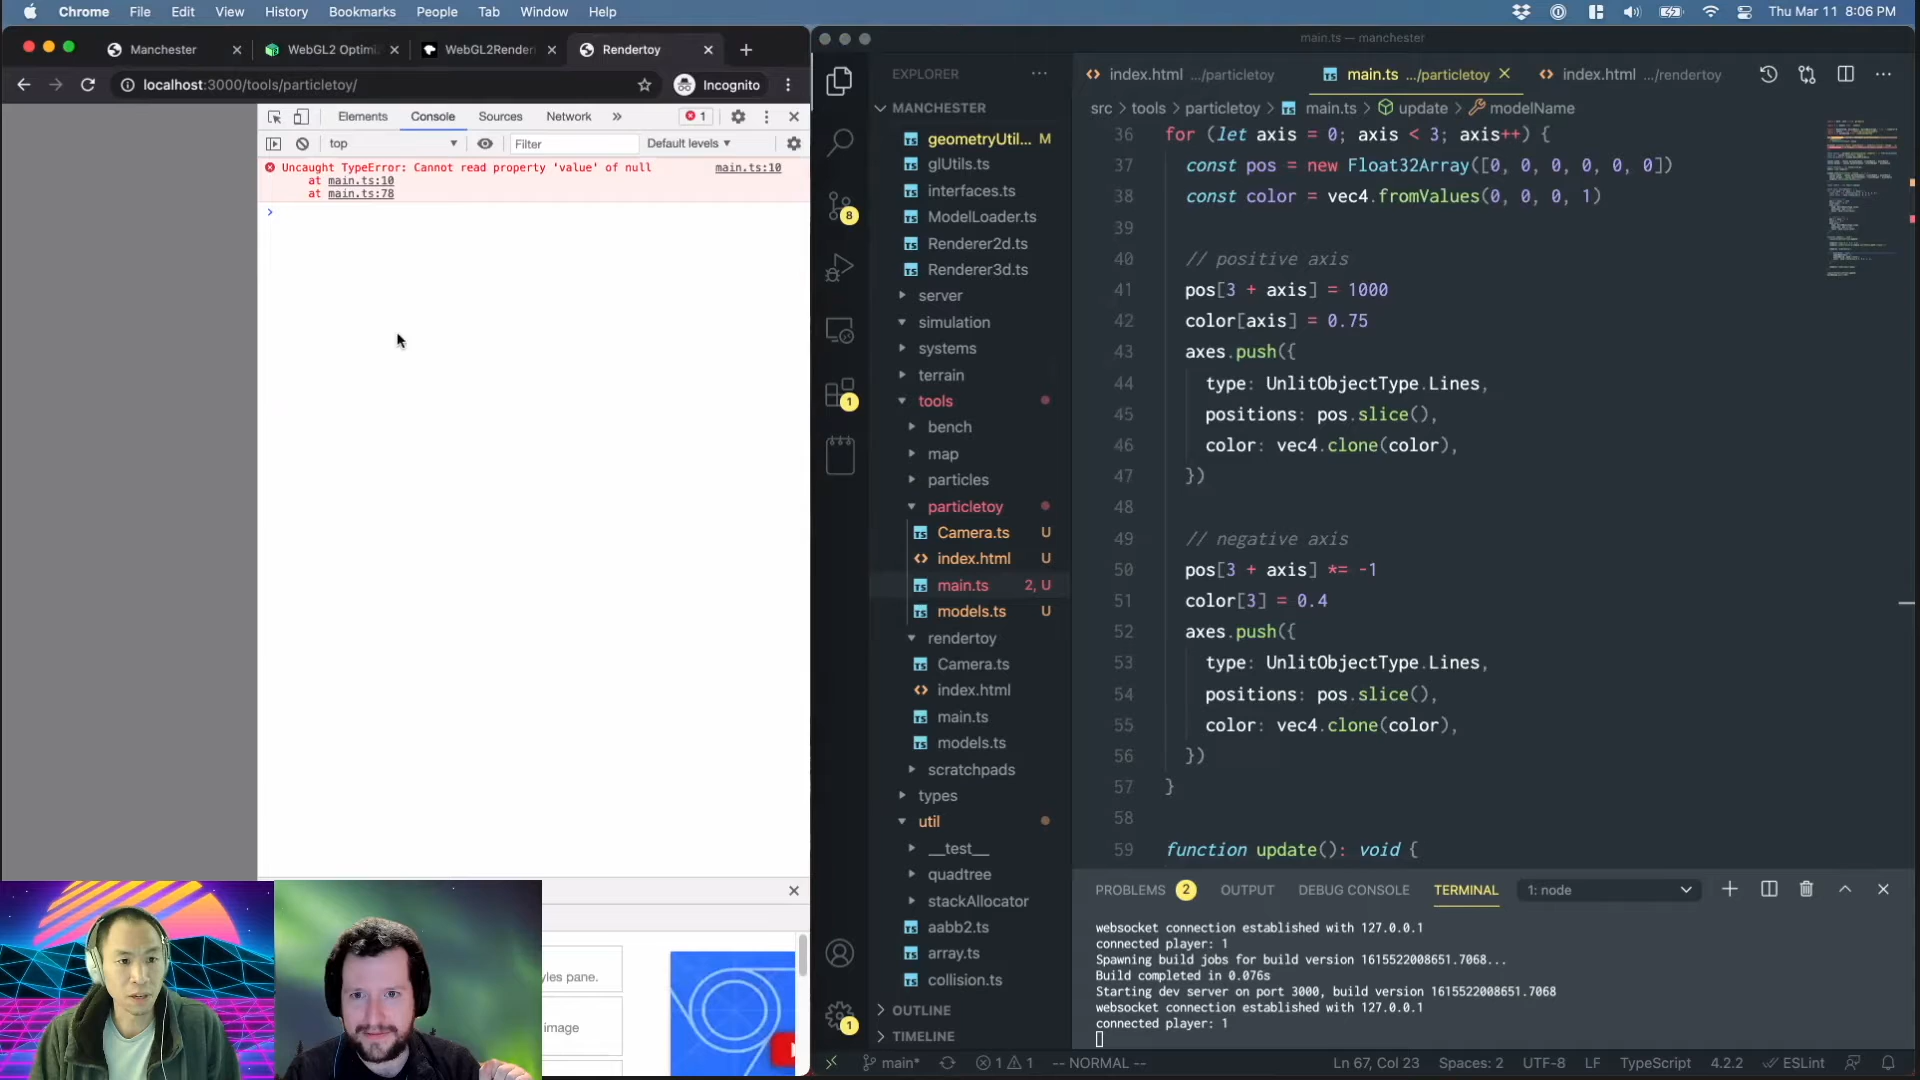 Chrome File Edit View History Bookmarks People Tab Window Help
Thu Mar 11 8:06 PM
Manchester
WebGL2 Optimi
WebGL2Render
Rendertoy
localhost:3000/tools/particletoy/
Incognito
Elements Console Sources Network » 1
top
Filter
Default levels
Uncaught TypeError: Cannot read property 'value' of null main.ts:10
at main.ts:10
at main.ts:78
yles pane.
image
main.ts — manchester
EXPLORER
MANCHESTER
geometryUtil... M
glUtils.ts
interfaces.ts
ModelLoader.ts
Renderer2d.ts
Renderer3d.ts
server
simulation
systems
terrain
tools
bench
map
particles
particletoy
Camera.ts U
index.html U
main.ts 2, U
models.ts U
rendertoy
Camera.ts
index.html
main.ts
models.ts
scratchpads
types
util
__test__
quadtree
stackAllocator
aabb2.ts
array.ts
collision.ts
OUTLINE
TIMELINE
8
1
1
index.html .../particletoy
main.ts .../particletoy
index.html .../rendertoy
src > tools > particletoy > main.ts > update > modelName
36 for (let axis = 0; axis < 3; axis++) {
37 const pos = new Float32Array([0, 0, 0, 0, 0, 0])
38 const color = vec4.fromValues(0, 0, 0, 1)
39
40 // positive axis
41 pos[3 + axis] = 1000
42 color[axis] = 0.75
43 axes.push({
44 type: UnlitObjectType.Lines,
45 positions: pos.slice(),
46 color: vec4.clone(color),
47 })
48
49 // negative axis
50 pos[3 + axis] *= -1
51 color[3] = 0.4
52 axes.push({
53 type: UnlitObjectType.Lines,
54 positions: pos.slice(),
55 color: vec4.clone(color),
56 })
57 }
58
59 function update(): void {
PROBLEMS 2 OUTPUT DEBUG CONSOLE TERMINAL 1: node
websocket connection established with 127.0.0.1
connected player: 1
Spawning build jobs for build version 1615522008651.7068...
Build completed in 0.076s
Starting dev server on port 3000, build version 1615522008651.7068
websocket connection established with 127.0.0.1
connected player: 1
main* 1 1 -- NORMAL -- Ln 67, Col 23 Spaces: 2 UTF-8 LF TypeScript 4.2.2 ESLint